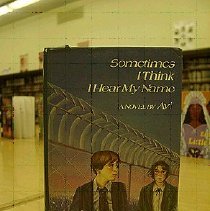 Sometimes
I Think
I Hear My Name
A NOVEL BY Avi